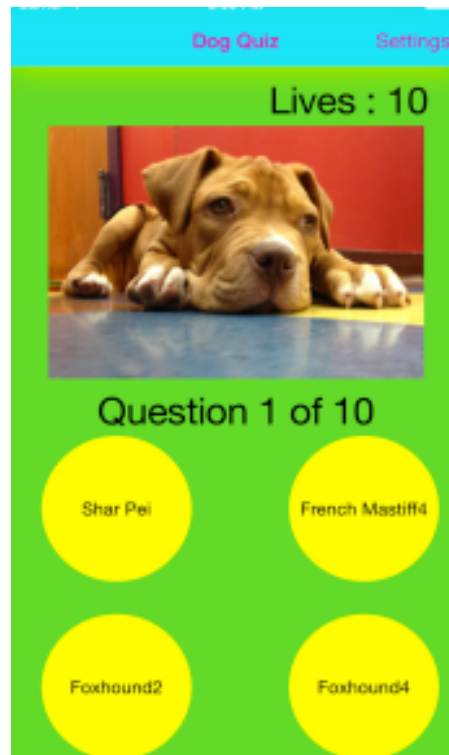 Dog Quiz Settings
Lives : 10
Question 1 of 10
Shar Pei French Mastiff4
Foxhound2 Foxhound4